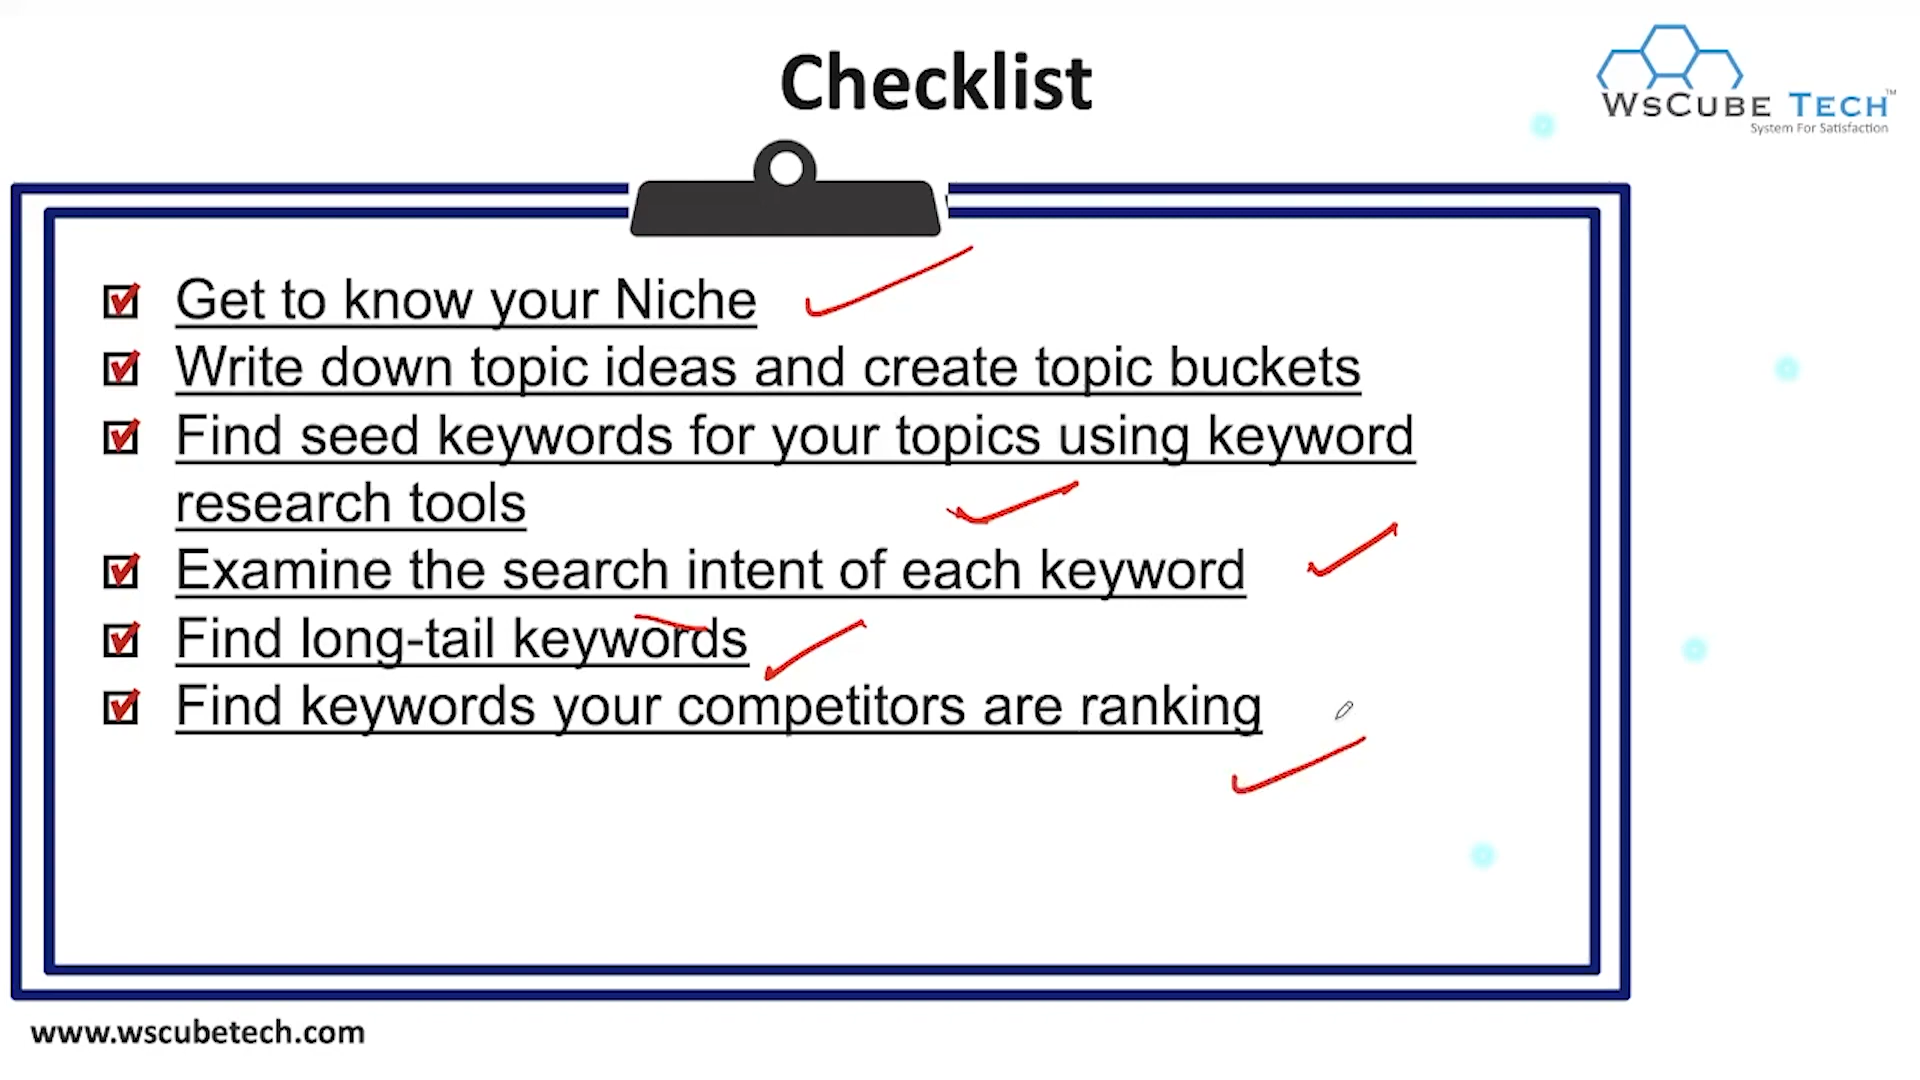 Checklist
WsCube Tech™
System For Satisfaction
Get to know your Niche
Write down topic ideas and create topic buckets
Find seed keywords for your topics using keyword
research tools
Examine the search intent of each keyword
Find long-tail keywords
Find keywords your competitors are ranking
www.wscubetech.com